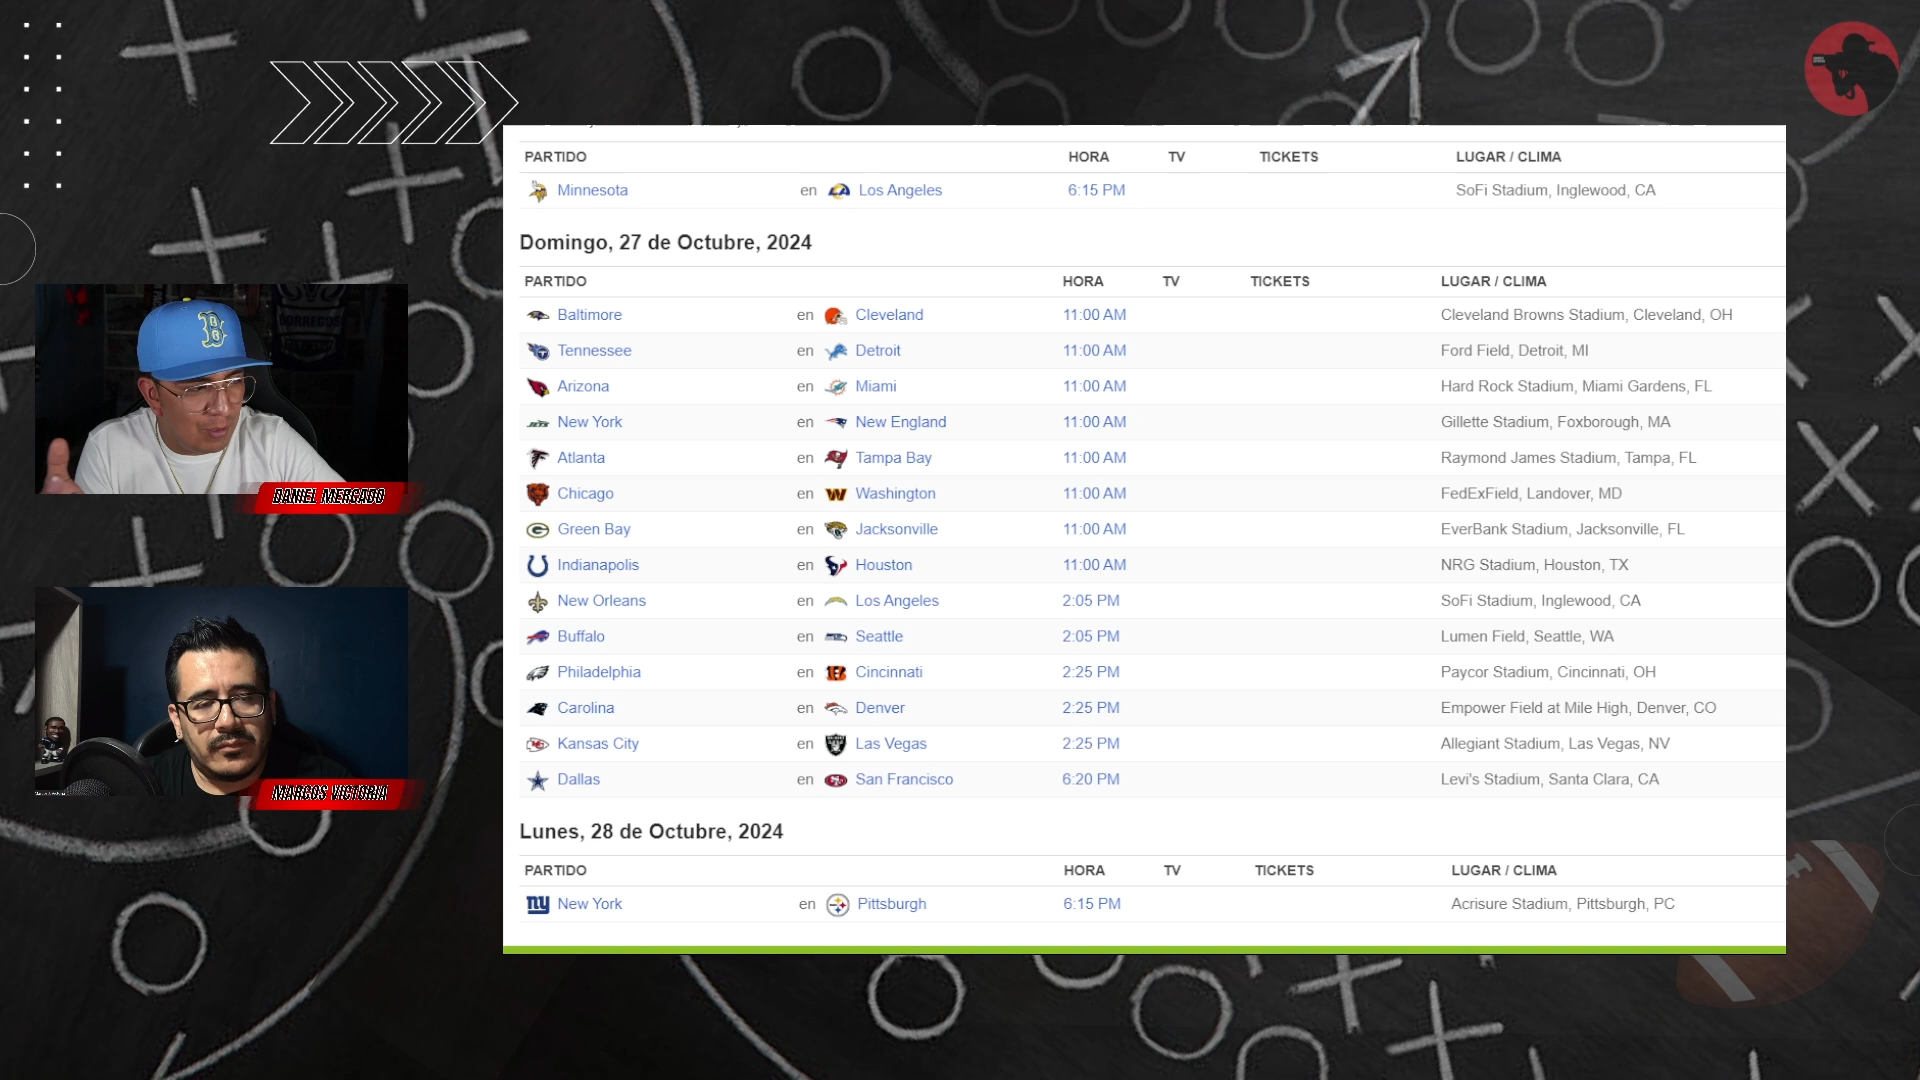 PARTIDO HORA TV TICKETS LUGAR / CLIMA
Minnesota en Los Angeles 6:15 PM SoFi Stadium, Inglewood, CA
Domingo, 27 de Octubre, 2024
PARTIDO HORA TV TICKETS LUGAR / CLIMA
Baltimore en Cleveland 11:00 AM Cleveland Browns Stadium, Cleveland, OH
Tennessee en Detroit 11:00 AM Ford Field, Detroit, MI
Arizona en Miami 11:00 AM Hard Rock Stadium, Miami Gardens, FL
New York en New England 11:00 AM Gillette Stadium, Foxborough, MA
Atlanta en Tampa Bay 11:00 AM Raymond James Stadium, Tampa, FL
Chicago en Washington 11:00 AM FedExField, Landover, MD
Green Bay en Jacksonville 11:00 AM EverBank Stadium, Jacksonville, FL
Indianapolis en Houston 11:00 AM NRG Stadium, Houston, TX
New Orleans en Los Angeles 2:05 PM SoFi Stadium, Inglewood, CA
Buffalo en Seattle 2:05 PM Lumen Field, Seattle, WA
Philadelphia en Cincinnati 2:25 PM Paycor Stadium, Cincinnati, OH
Carolina en Denver 2:25 PM Empower Field at Mile High, Denver, CO
Kansas City en Las Vegas 2:25 PM Allegiant Stadium, Las Vegas, NV
Dallas en San Francisco 6:20 PM Levi's Stadium, Santa Clara, CA
Lunes, 28 de Octubre, 2024
PARTIDO HORA TV TICKETS LUGAR / CLIMA
New York en Pittsburgh 6:15 PM Acrisure Stadium, Pittsburgh, PC
B
BORREGOS
DANIEL MERCADO
MARCOS VICTORIA